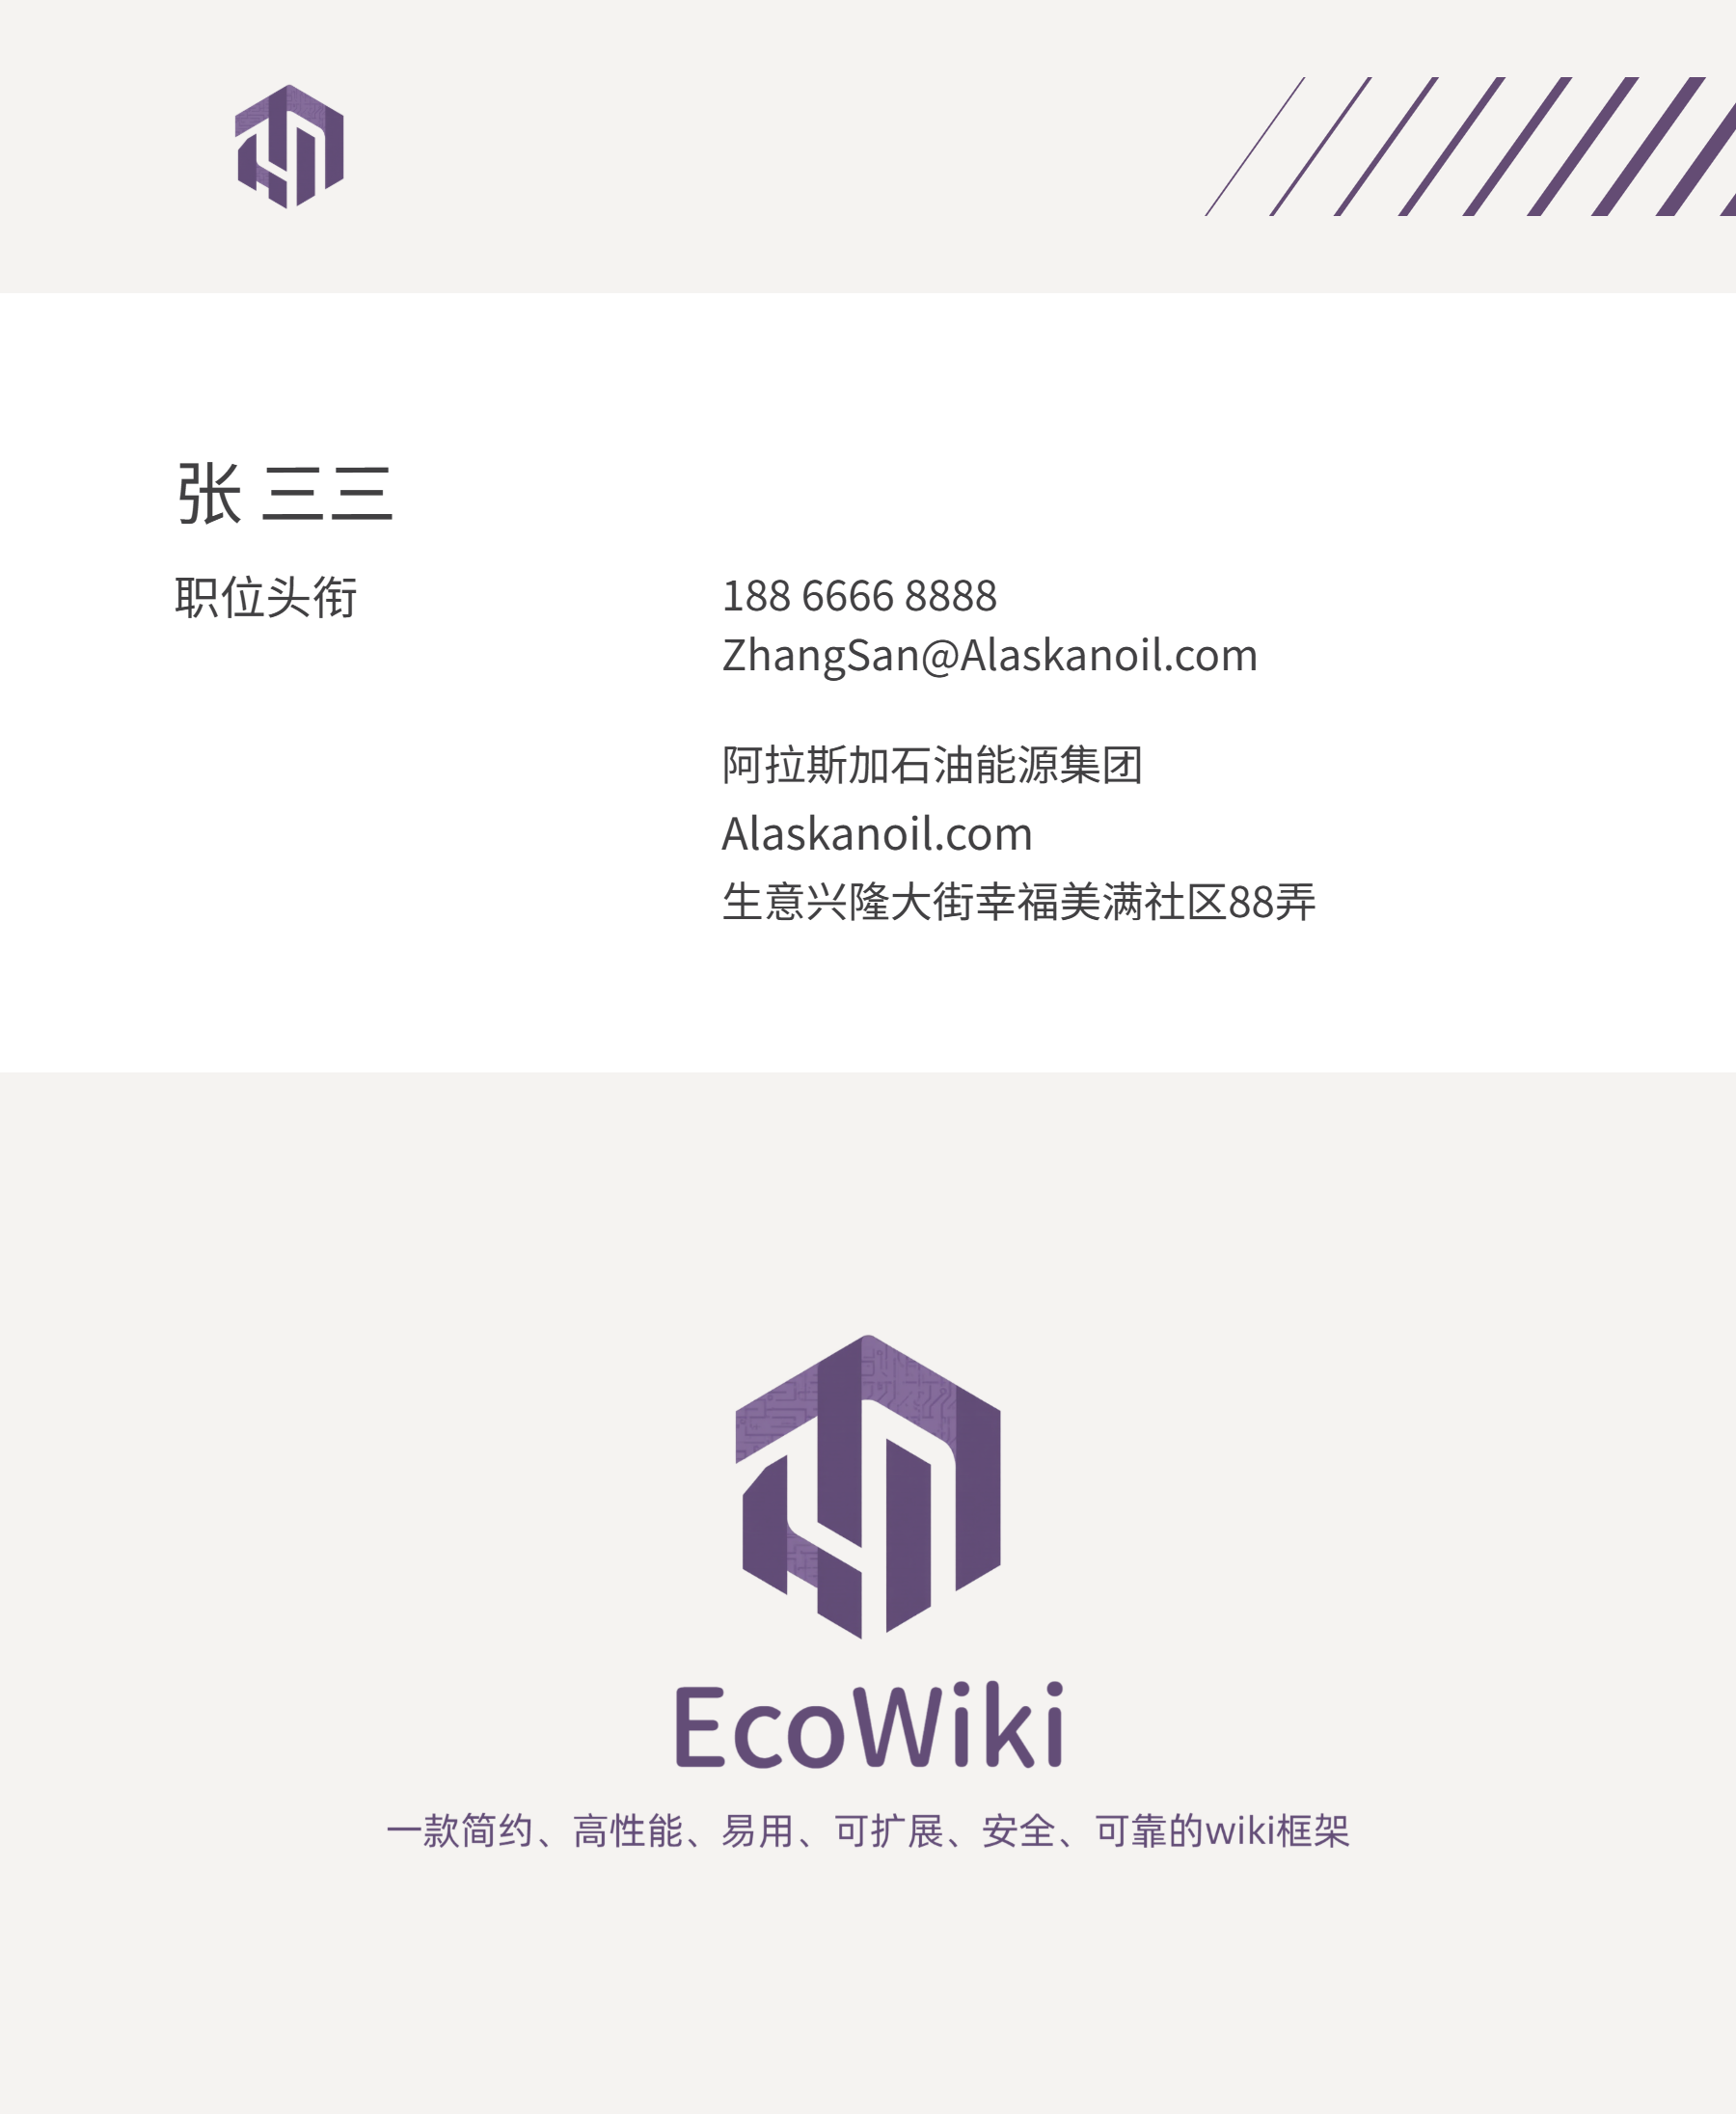 张 三三
职位头衔
188 6666 8888
ZhangSan@Alaskanoil.com
阿拉斯加石油能源集团
Alaskanoil.com
生意兴隆大街幸福美满社区88弄
EcoWiki
一款简约、高性能、易用、可扩展、安全、可靠的wiki框架